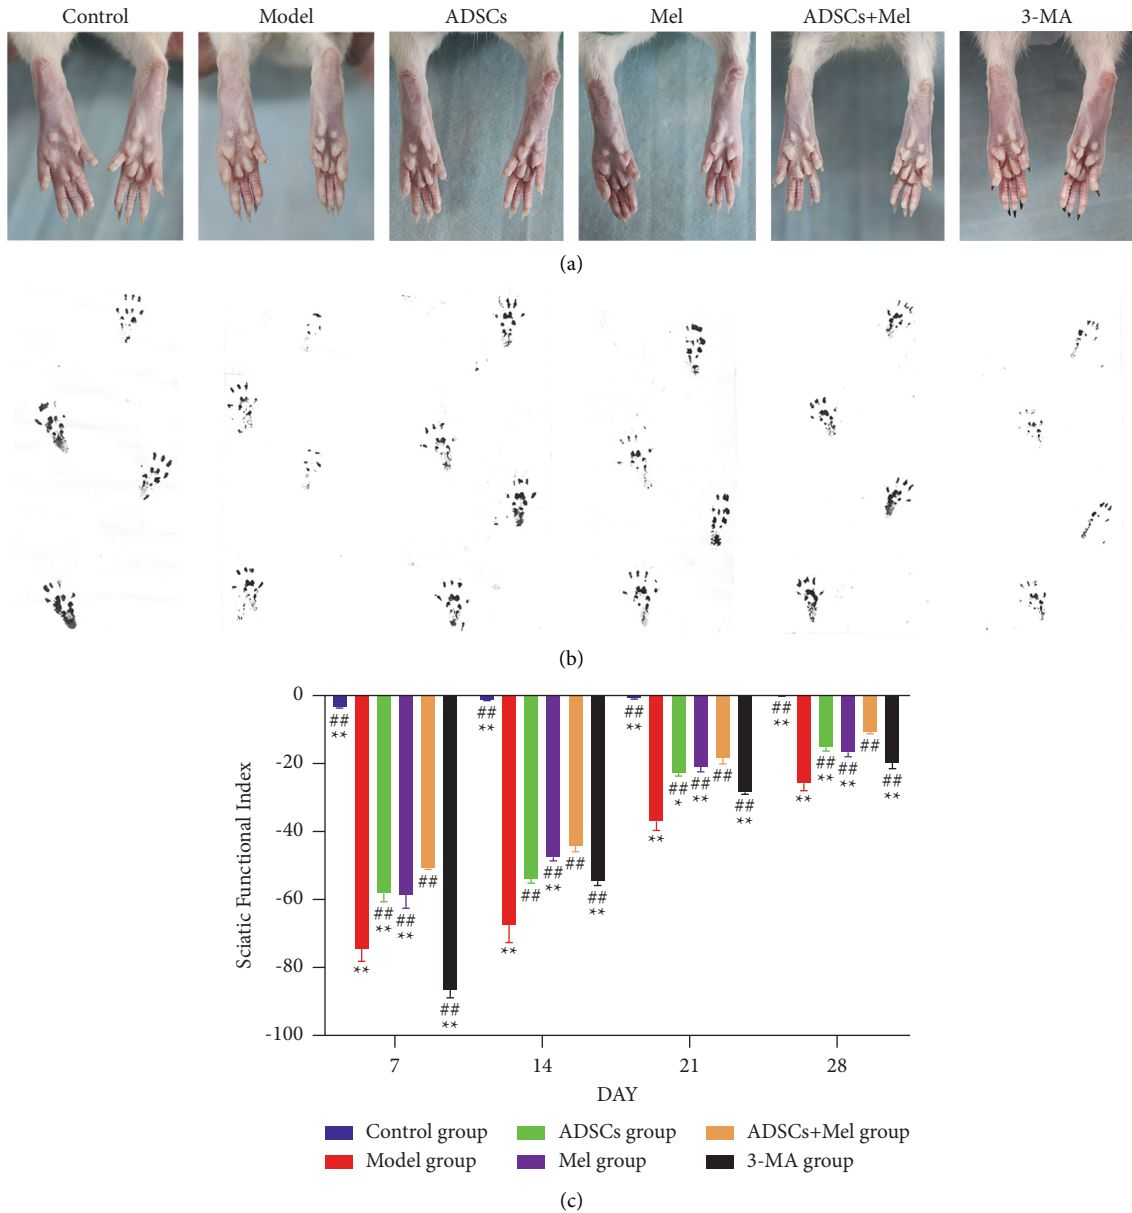 Control Model ADSCs Mel ADSCs+Mel 3-MA
(a)
(b)
0
-20
-40
-60
-80
-100
Sciatic Functional Index
## ** ** ## ** ## ** ## ## **
## ** ** ## ## ** ## ## **
## ** ** ## * ## ** ## ## **
## ** ** ## ** ## ** ## ## **
7 14 21 28
DAY
Control group ADSCs group ADSCs+Mel group
Model group Mel group 3-MA group
(c)